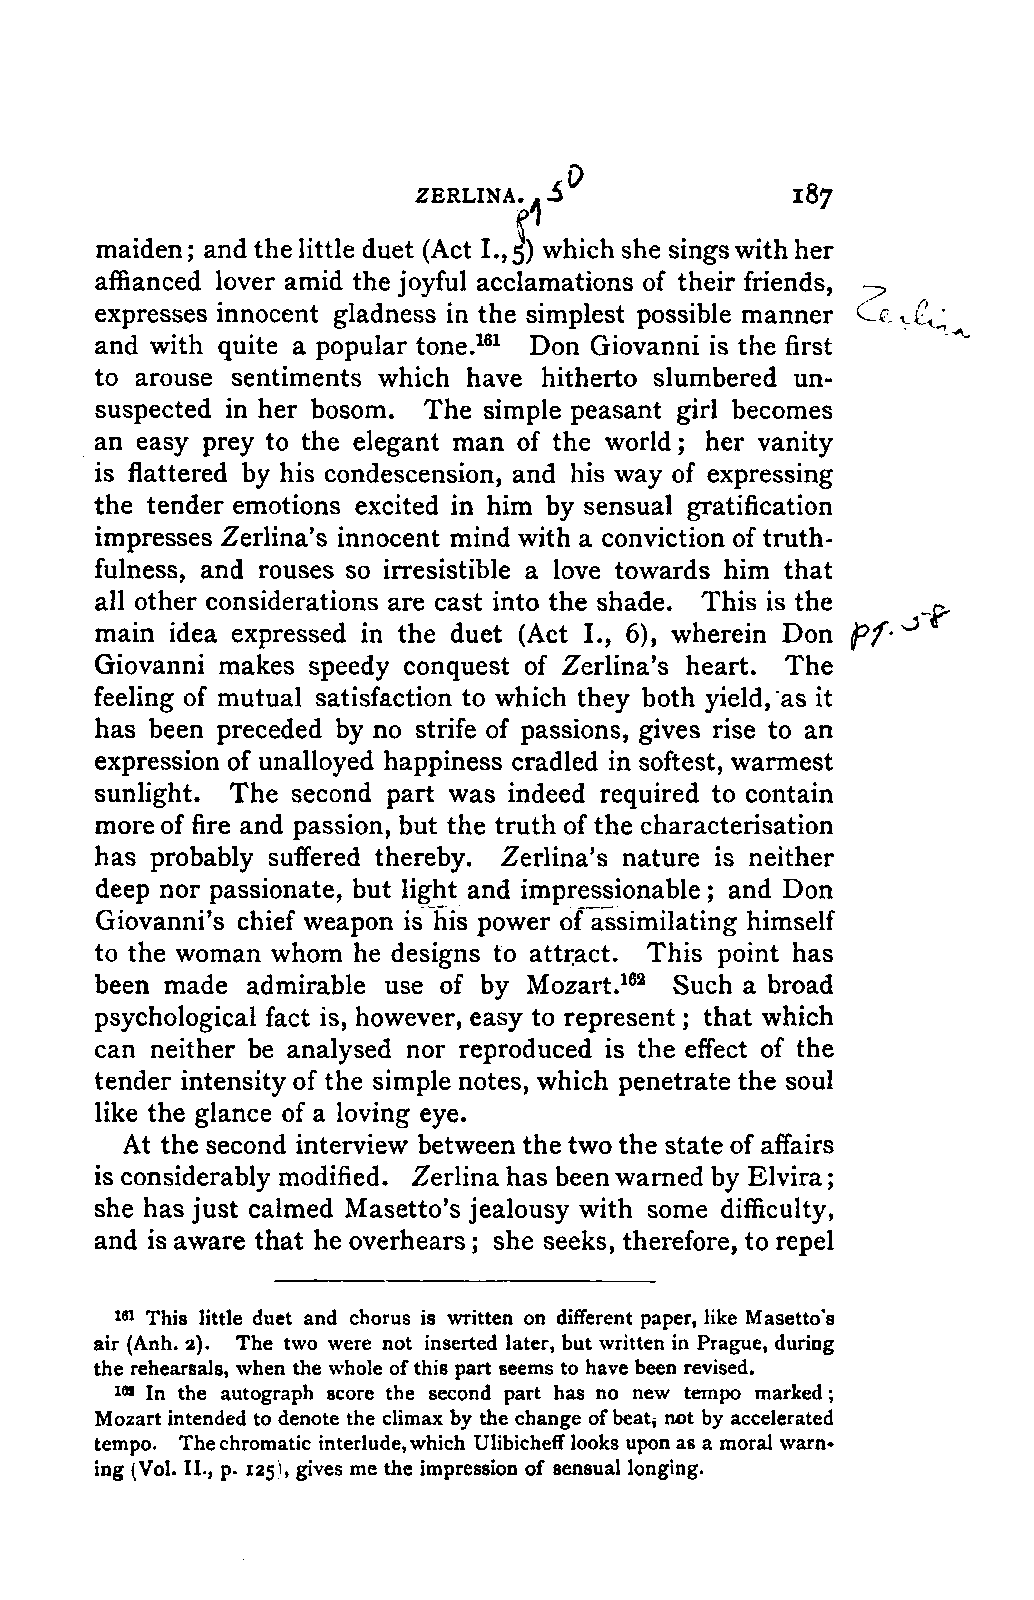 ZERLINA. pg 50 187
maiden; and the little duet (Act I., 5) which she sings with her
affianced lover amid the joyful acclamations of their friends,
expresses innocent gladness in the simplest possible manner Zerlina
and with quite a popular tone.¹⁶¹ Don Giovanni is the first
to arouse sentiments which have hitherto slumbered un-
suspected in her bosom. The simple peasant girl becomes
an easy prey to the elegant man of the world; her vanity
is flattered by his condescension, and his way of expressing
the tender emotions excited in him by sensual gratification
impresses Zerlina's innocent mind with a conviction of truth-
fulness, and rouses so irresistible a love towards him that
all other considerations are cast into the shade. This is the
main idea expressed in the duet (Act I., 6), wherein Don pg. 58
Giovanni makes speedy conquest of Zerlina's heart. The
feeling of mutual satisfaction to which they both yield, as it
has been preceded by no strife of passions, gives rise to an
expression of unalloyed happiness cradled in softest, warmest
sunlight. The second part was indeed required to contain
more of fire and passion, but the truth of the characterisation
has probably suffered thereby. Zerlina's nature is neither
deep nor passionate, but light and impressionable; and Don
Giovanni's chief weapon is his power of assimilating himself
to the woman whom he designs to attract. This point has
been made admirable use of by Mozart.¹⁶² Such a broad
psychological fact is, however, easy to represent; that which
can neither be analysed nor reproduced is the effect of the
tender intensity of the simple notes, which penetrate the soul
like the glance of a loving eye.
At the second interview between the two the state of affairs
is considerably modified. Zerlina has been warned by Elvira;
she has just calmed Masetto's jealousy with some difficulty,
and is aware that he overhears; she seeks, therefore, to repel
¹⁶¹ This little duet and chorus is written on different paper, like Masetto's
air (Anh. 2). The two were not inserted later, but written in Prague, during
the rehearsals, when the whole of this part seems to have been revised.
¹⁶² In the autograph score the second part has no new tempo marked;
Mozart intended to denote the climax by the change of beat, not by accelerated
tempo. The chromatic interlude, which Ulibicheff looks upon as a moral warn-
ing (Vol. II., p. 125), gives me the impression of sensual longing.